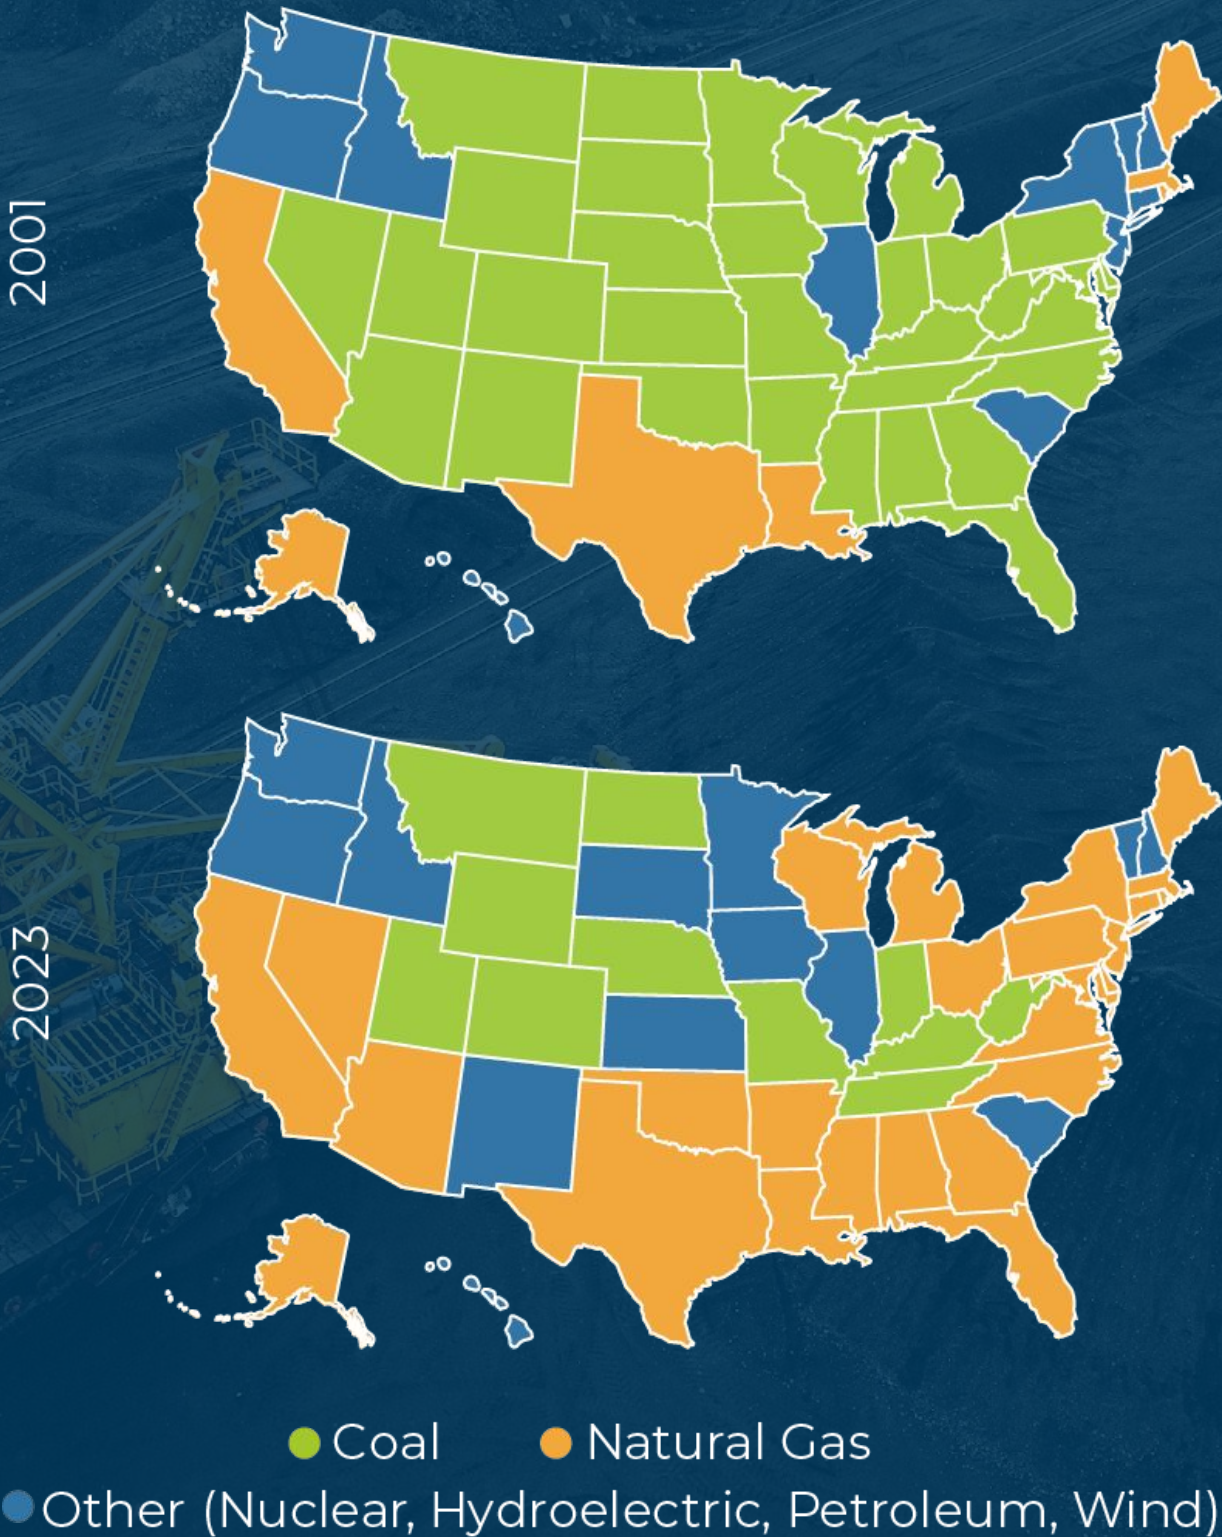 2001
2023
Coal
Natural Gas
Other (Nuclear, Hydroelectric, Petroleum, Wind)